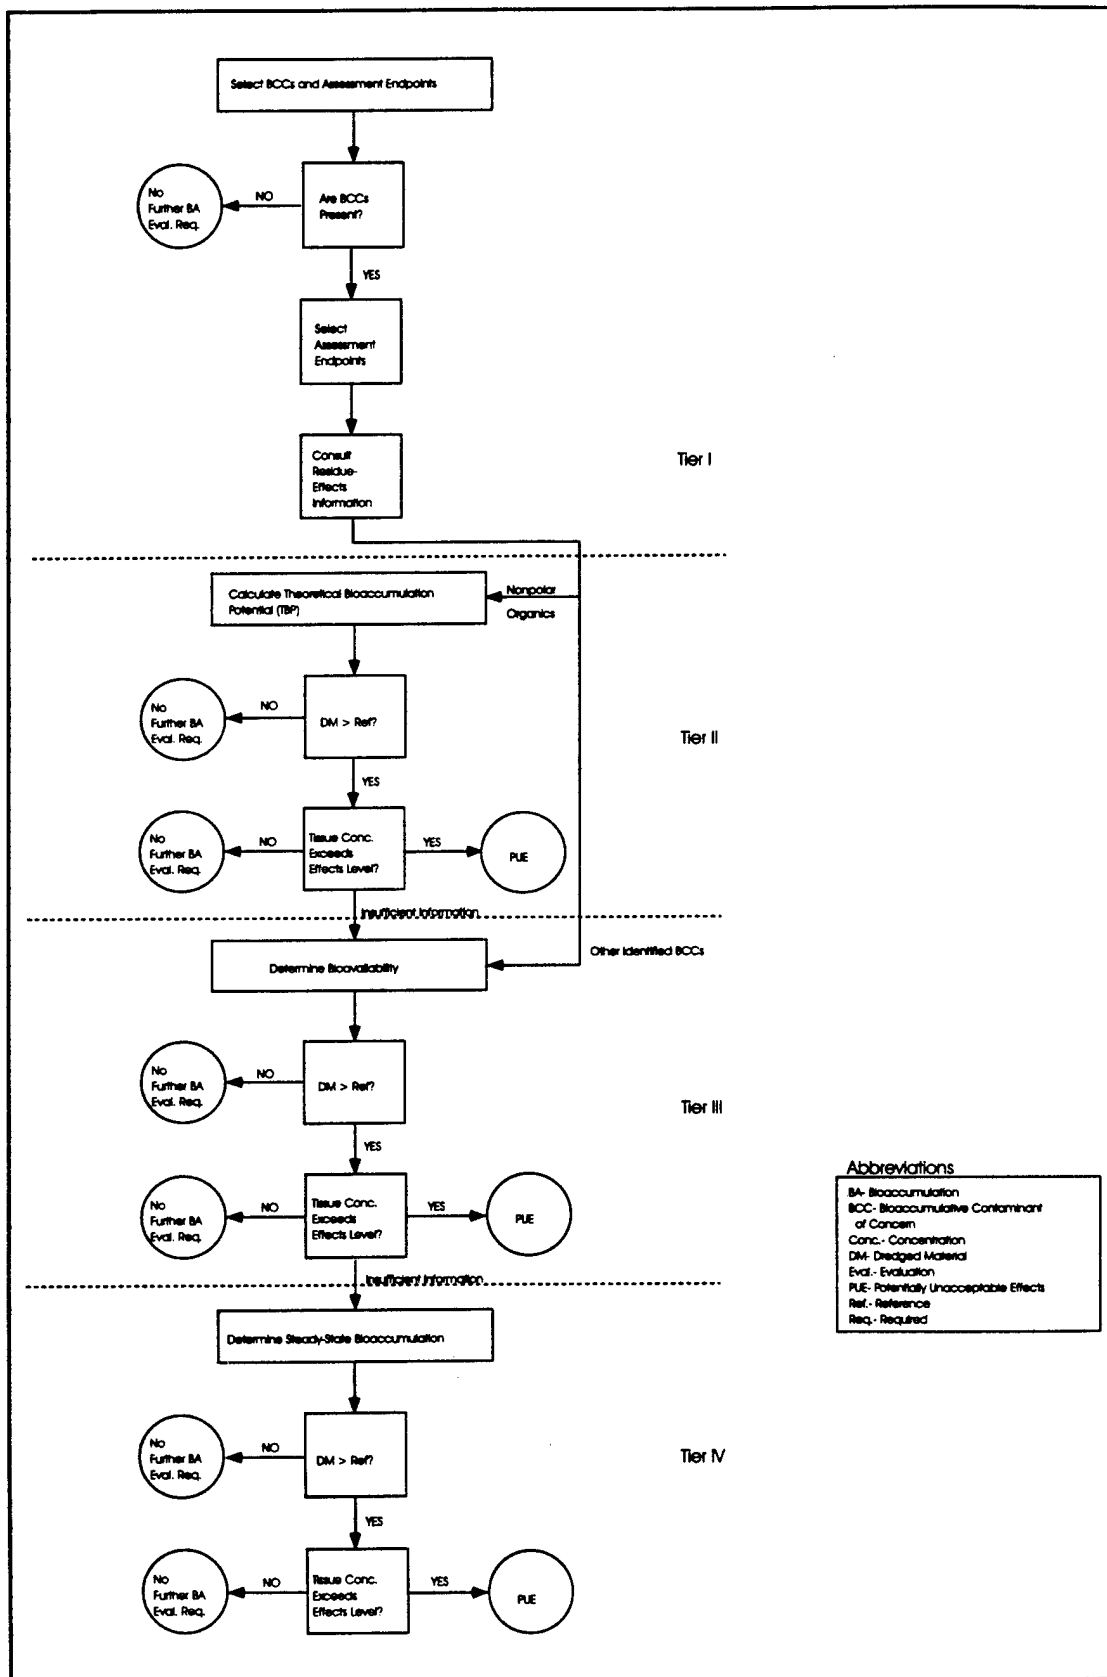 Select BCCs and Assessment Endpoints
Are BCCs
Present?
NO
No
Further BA
Eval. Req.
YES
Select
Assessment
Endpoints
Consult
Residue-
Effects
Information
Tier I
Calculate Theoretical Bioaccumulation
Potential (TBP)
Nonpolar
Organics
DM > Ref?
NO
No
Further BA
Eval. Req.
Tier II
YES
Tissue Conc.
Exceeds
Effects Level?
NO
No
Further BA
Eval. Req.
YES
PUE
Insufficient Information
Determine Bioavailability
Other Identified BCCs
DM > Ref?
NO
No
Further BA
Eval. Req.
Tier III
YES
Tissue Conc.
Exceeds
Effects Level?
NO
No
Further BA
Eval. Req.
YES
PUE
Insufficient Information
Abbreviations
BA- Bioaccumulation
BCC- Bioaccumulative Contaminant
of Concern
Conc.- Concentration
DM- Dredged Material
Eval.- Evaluation
PUE- Potentially Unacceptable Effects
Ref.- Reference
Req.- Required
Determine Steady-State Bioaccumulation
DM > Ref?
NO
No
Further BA
Eval. Req.
Tier IV
YES
Tissue Conc.
Exceeds
Effects Level?
NO
No
Further BA
Eval. Req.
YES
PUE